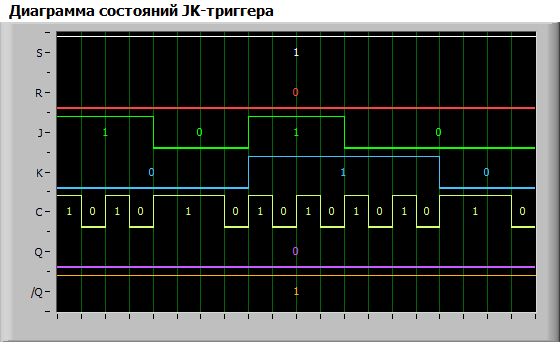 Диаграмма состояний JK-триггера
S 1
R 0
J 1 0 1 0
K 0 1 0
C 1 0 1 0 1 0 1 0 1 0 1 0 1 0 1 0
Q 0
/Q 1